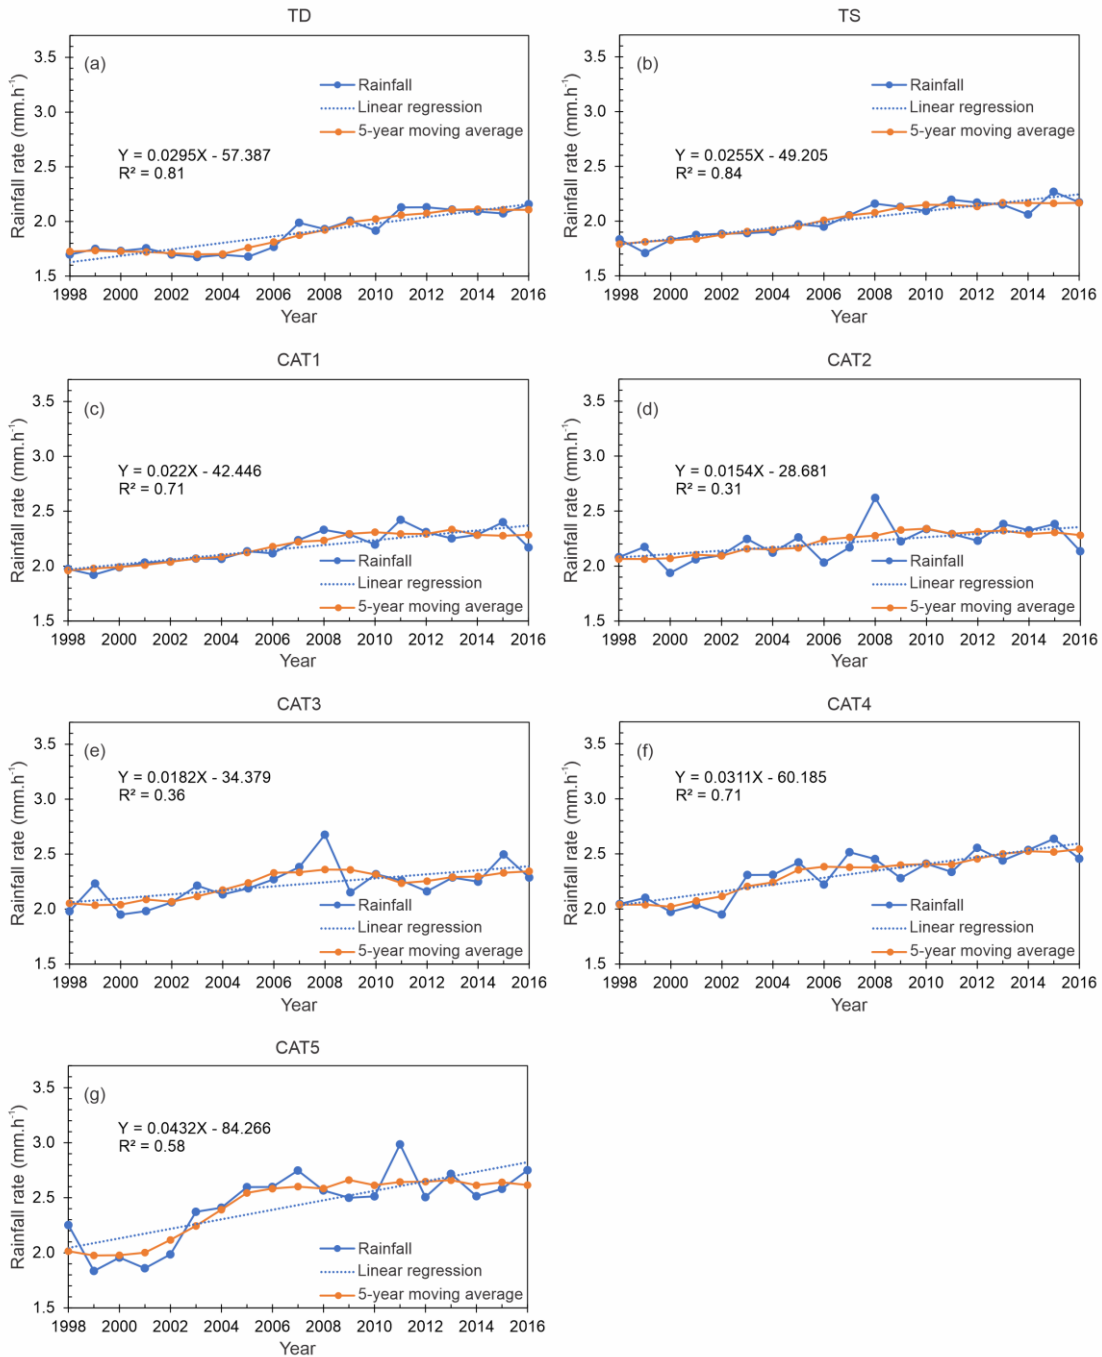 TD
Rainfall rate (mm.h⁻¹)
3.5
3.0
2.5
2.0
1.5
(a)
Rainfall
Linear regression
5-year moving average
Y = 0.0295X - 57.387
R² = 0.81
1998 2000 2002 2004 2006 2008 2010 2012 2014 2016
Year
TS
Rainfall rate (mm.h⁻¹)
3.5
3.0
2.5
2.0
1.5
(b)
Rainfall
Linear regression
5-year moving average
Y = 0.0255X - 49.205
R² = 0.84
1998 2000 2002 2004 2006 2008 2010 2012 2014 2016
Year
CAT1
Rainfall rate (mm.h⁻¹)
3.5
3.0
2.5
2.0
1.5
(c)
Y = 0.022X - 42.446
R² = 0.71
Rainfall
Linear regression
5-year moving average
1998 2000 2002 2004 2006 2008 2010 2012 2014 2016
Year
CAT2
Rainfall rate (mm.h⁻¹)
3.5
3.0
2.5
2.0
1.5
(d)
Y = 0.0154X - 28.681
R² = 0.31
Rainfall
Linear regression
5-year moving average
1998 2000 2002 2004 2006 2008 2010 2012 2014 2016
Year
CAT3
Rainfall rate (mm.h⁻¹)
3.5
3.0
2.5
2.0
1.5
(e)
Y = 0.0182X - 34.379
R² = 0.36
Rainfall
Linear regression
5-year moving average
1998 2000 2002 2004 2006 2008 2010 2012 2014 2016
Year
CAT4
Rainfall rate (mm.h⁻¹)
3.5
3.0
2.5
2.0
1.5
(f)
Y = 0.0311X - 60.185
R² = 0.71
Rainfall
Linear regression
5-year moving average
1998 2000 2002 2004 2006 2008 2010 2012 2014 2016
Year
CAT5
Rainfall rate (mm.h⁻¹)
3.5
3.0
2.5
2.0
1.5
(g)
Y = 0.0432X - 84.266
R² = 0.58
Rainfall
Linear regression
5-year moving average
1998 2000 2002 2004 2006 2008 2010 2012 2014 2016
Year